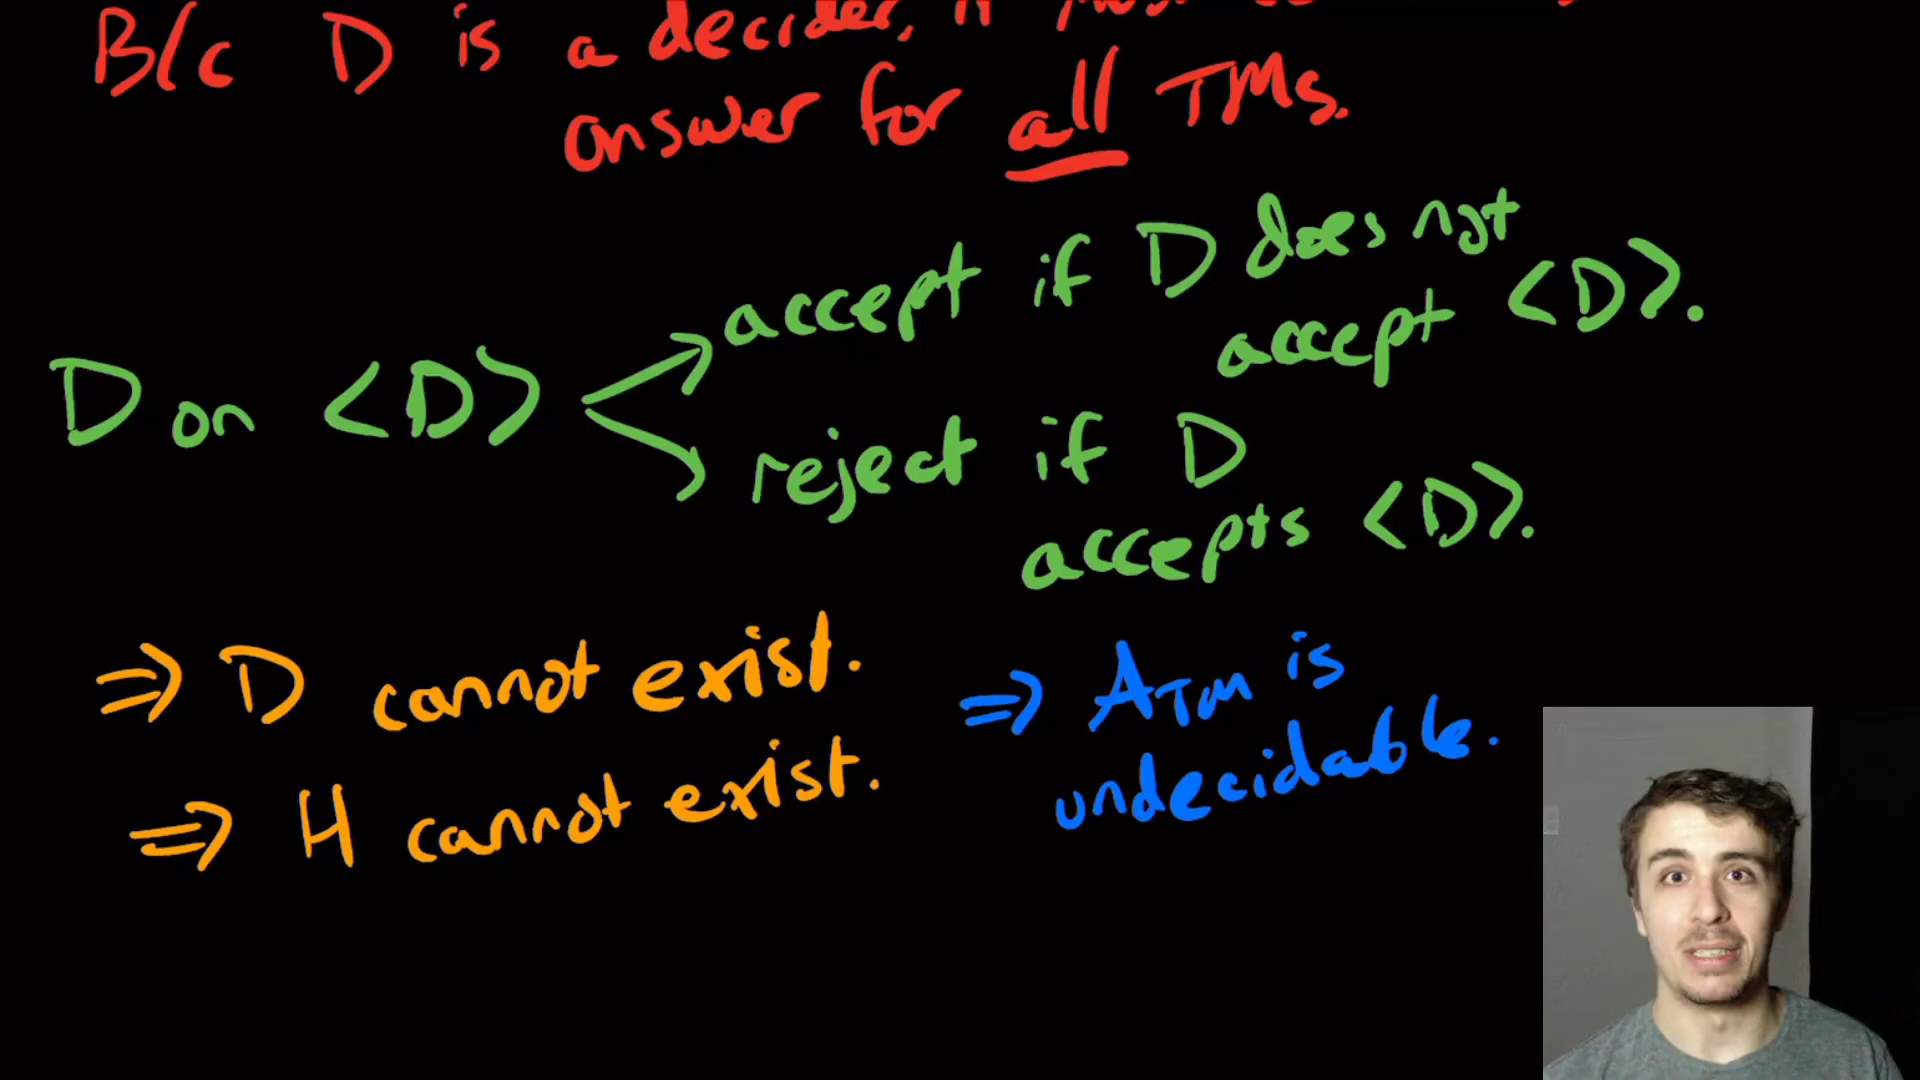 B/c D is a decider, it
answer for all TMs.
accept if D does not
accept <D>.
D on <D>
reject if D
accepts <D>.
=> D cannot exist.
=> H cannot exist.
=> ATM is
undecidable.